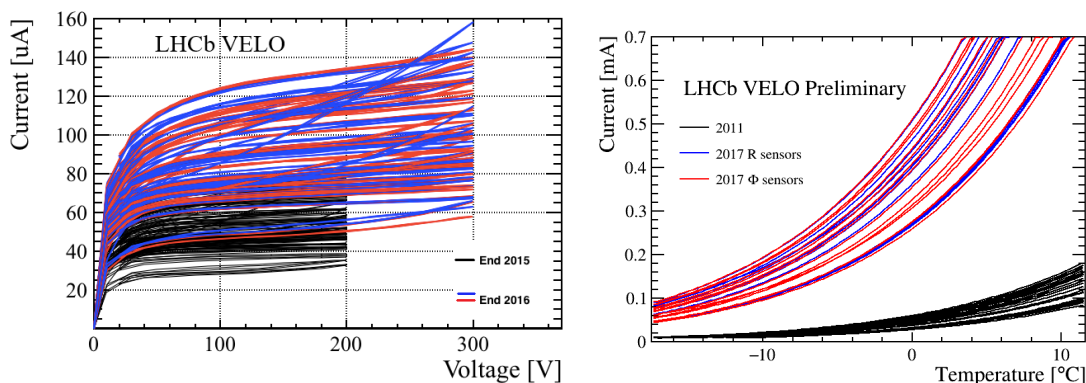 Current [uA]
160
140
120
100
80
60
40
20
0
100
200
300
Voltage [V]
LHCb VELO
End 2015
End 2016
Current [mA]
0.7
0.6
0.5
0.4
0.3
0.2
0.1
0
−10
0
10
Temperature [°C]
LHCb VELO Preliminary
2011
2017 R sensors
2017 Φ sensors